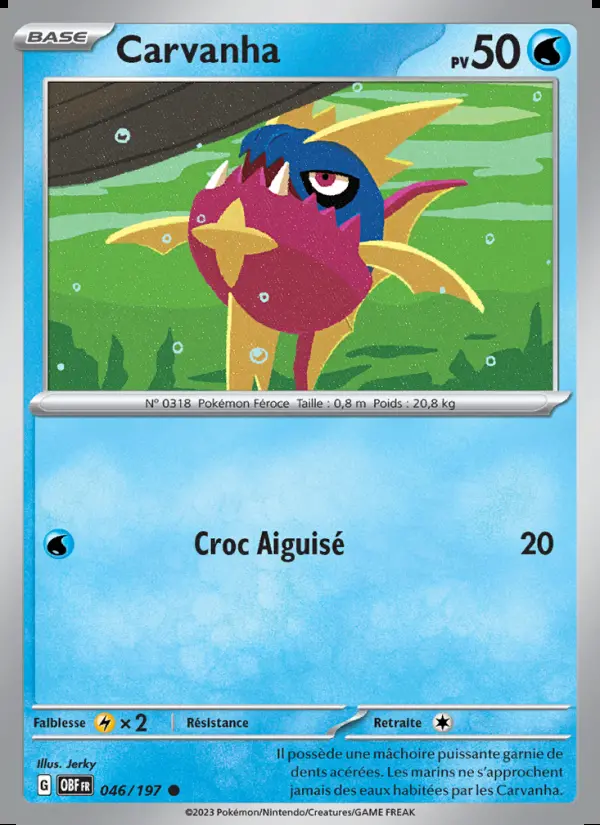 BASE
Carvanha
PV 50
N° 0318 Pokémon Féroce Taille : 0,8 m Poids : 20,8 kg
Croc Aiguisé 20
Faiblesse ×2 Résistance Retraite
Illus. Jerky
Il possède une mâchoire puissante garnie de
dents acérées. Les marins ne s'approchent
jamais des eaux habitées par les Carvanha.
G OBF FR 046/197
©2023 Pokémon/Nintendo/Creatures/GAME FREAK